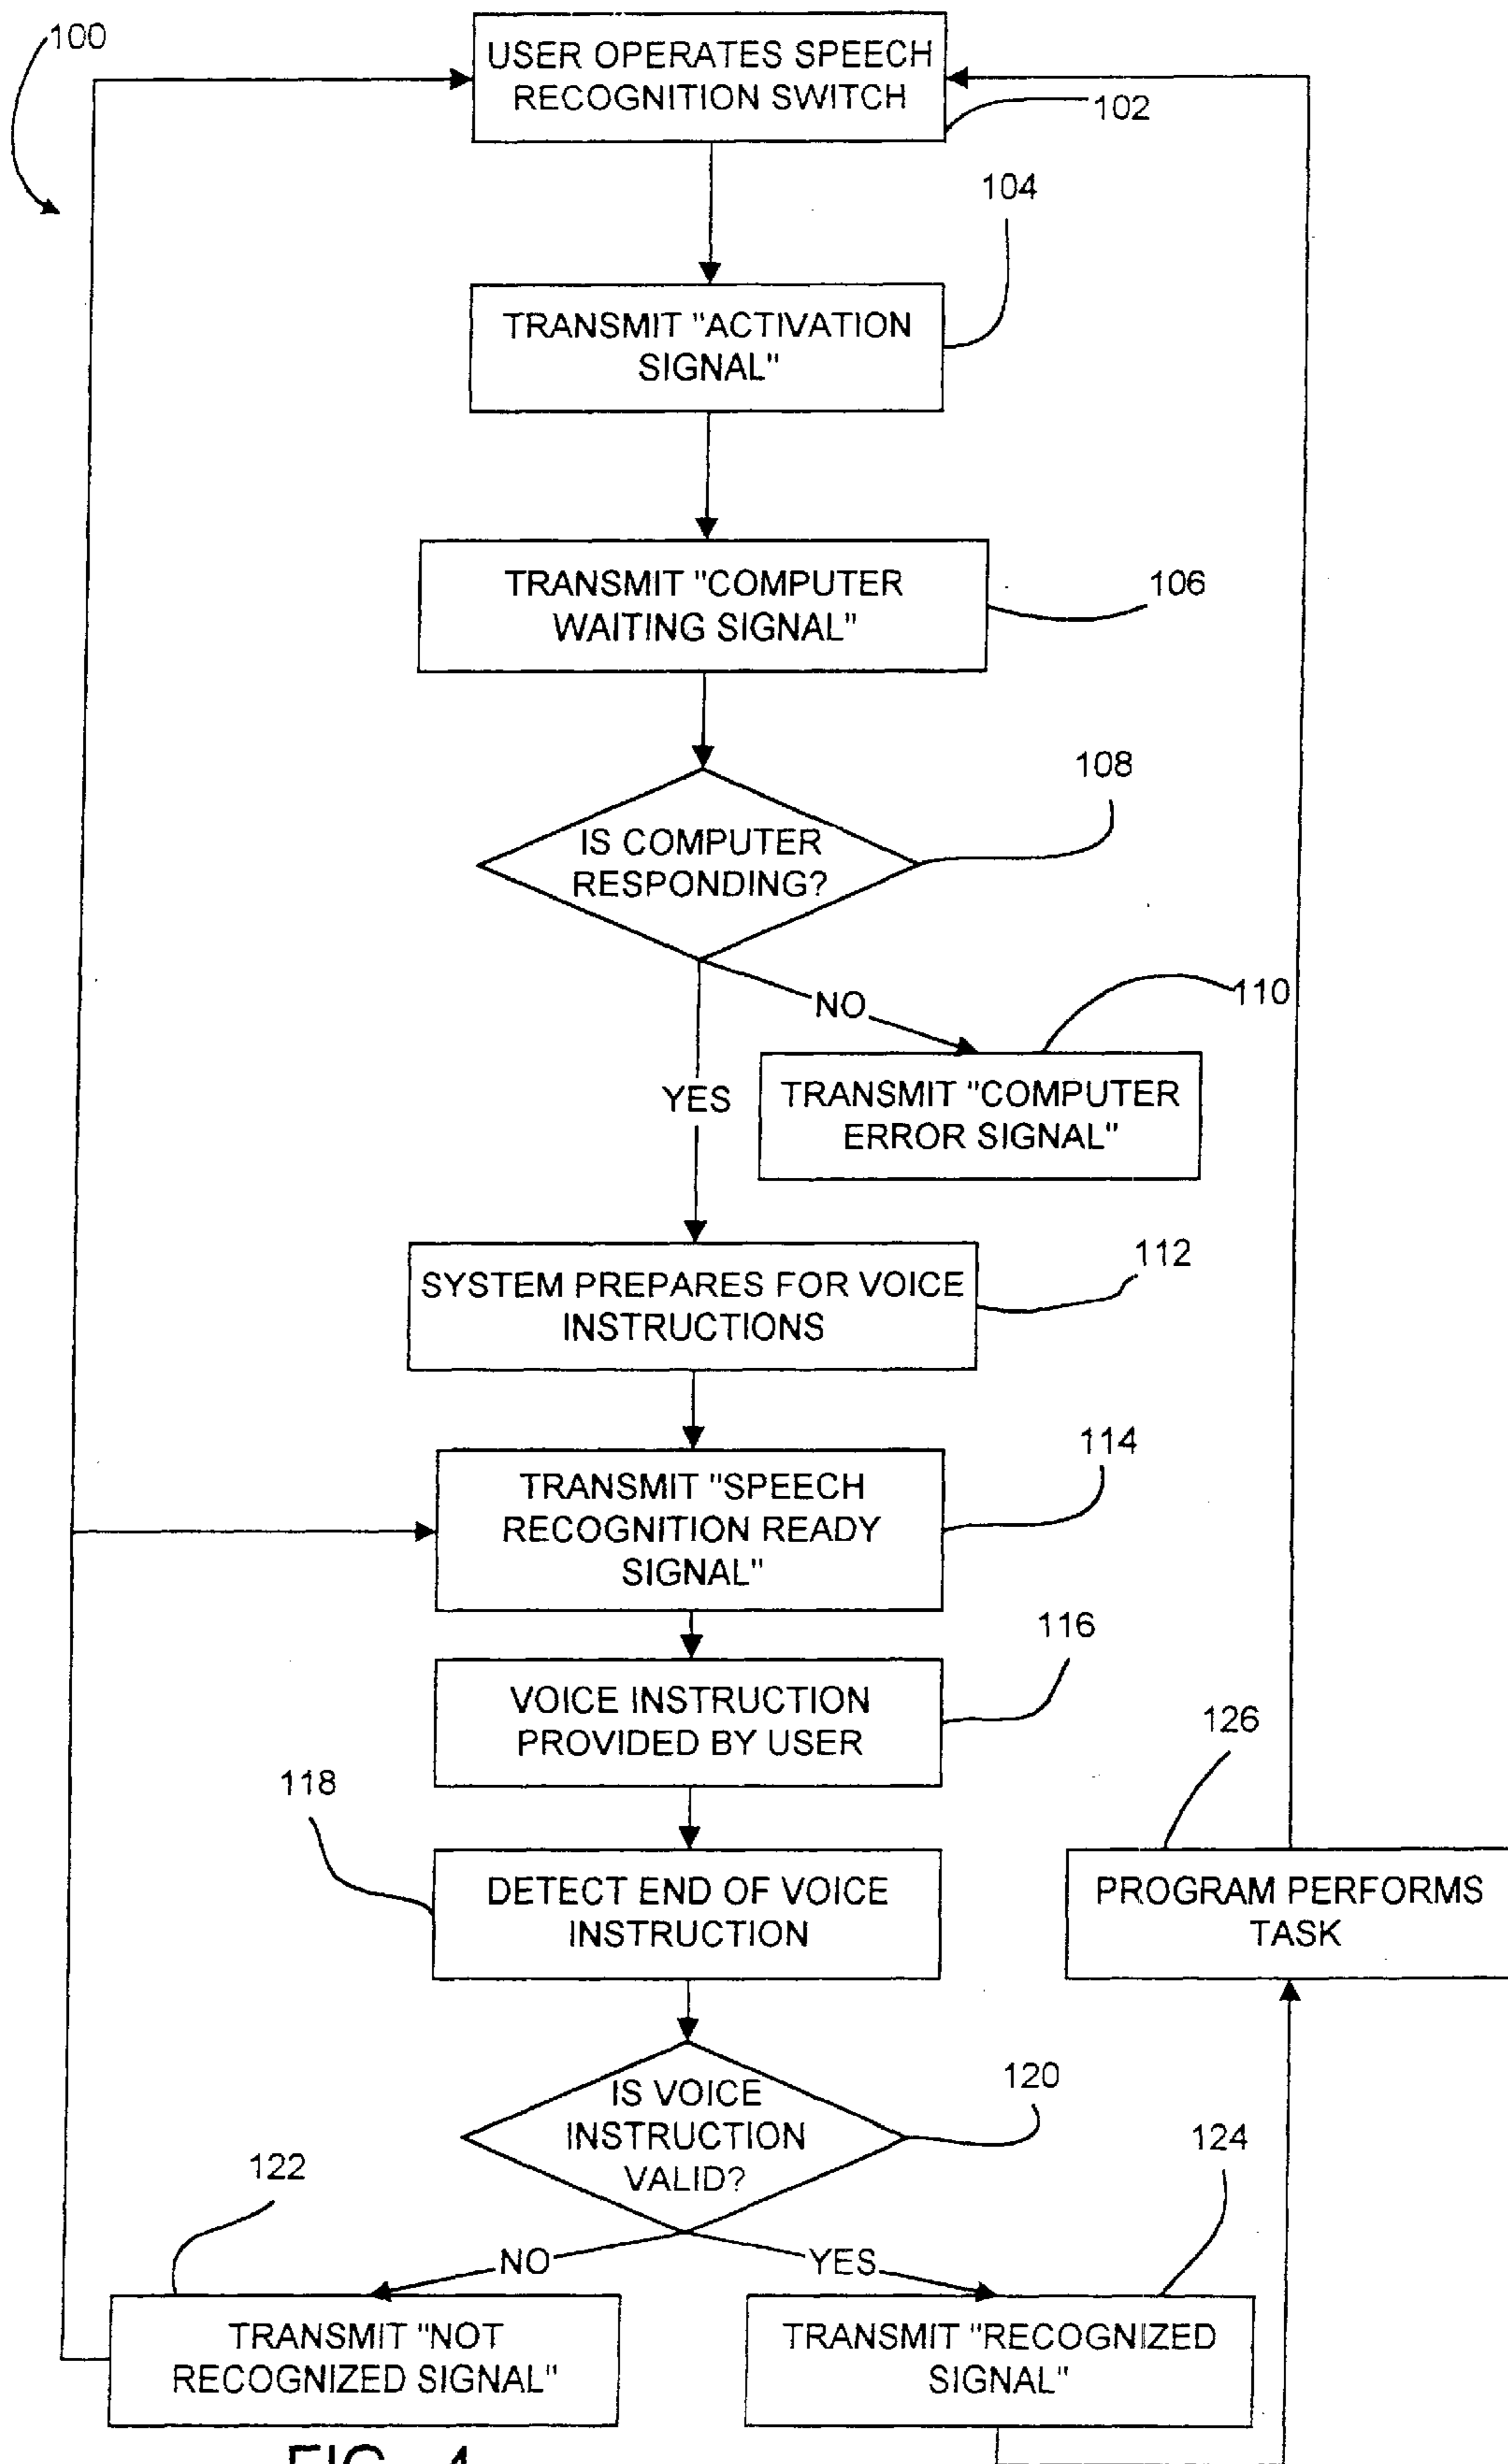 100
USER OPERATES SPEECH
RECOGNITION SWITCH
102
104
TRANSMIT "ACTIVATION
SIGNAL"
TRANSMIT "COMPUTER
WAITING SIGNAL"
106
108
IS COMPUTER
RESPONDING?
NO
110
YES
TRANSMIT "COMPUTER
ERROR SIGNAL"
SYSTEM PREPARES FOR VOICE
INSTRUCTIONS
112
114
TRANSMIT "SPEECH
RECOGNITION READY
SIGNAL"
116
VOICE INSTRUCTION
PROVIDED BY USER
118
126
DETECT END OF VOICE
INSTRUCTION
PROGRAM PERFORMS
TASK
120
IS VOICE
INSTRUCTION
VALID?
122
124
NO
YES
TRANSMIT "NOT
RECOGNIZED SIGNAL"
TRANSMIT "RECOGNIZED
SIGNAL"